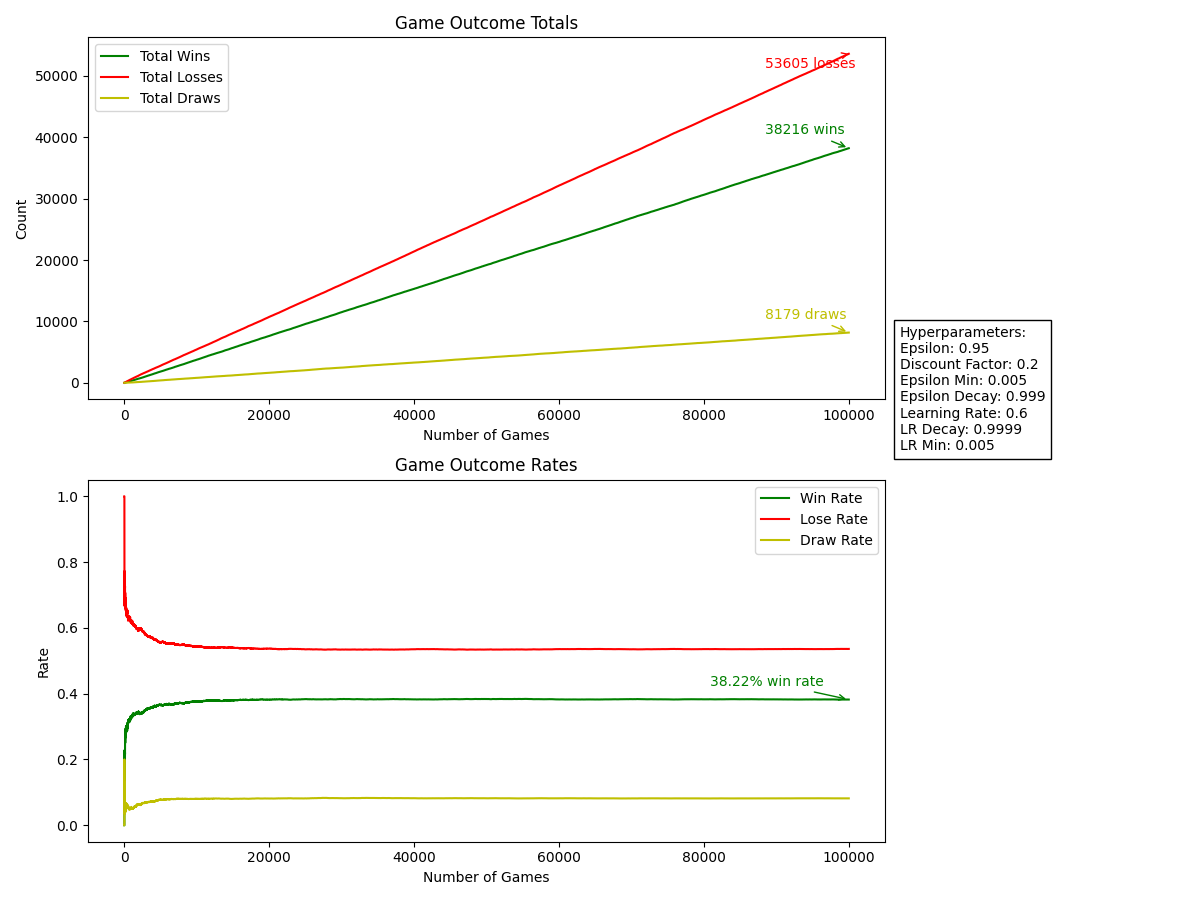 Game Outcome Totals
Total Wins
Total Losses
Total Draws
53605 losses
38216 wins
8179 draws
50000
40000
30000
20000
10000
0
Count
0 20000 40000 60000 80000 100000
Number of Games
Hyperparameters:
Epsilon: 0.95
Discount Factor: 0.2
Epsilon Min: 0.005
Epsilon Decay: 0.999
Learning Rate: 0.6
LR Decay: 0.9999
LR Min: 0.005
Game Outcome Rates
Win Rate
Lose Rate
Draw Rate
38.22% win rate
1.0
0.8
0.6
0.4
0.2
0.0
Rate
0 20000 40000 60000 80000 100000
Number of Games